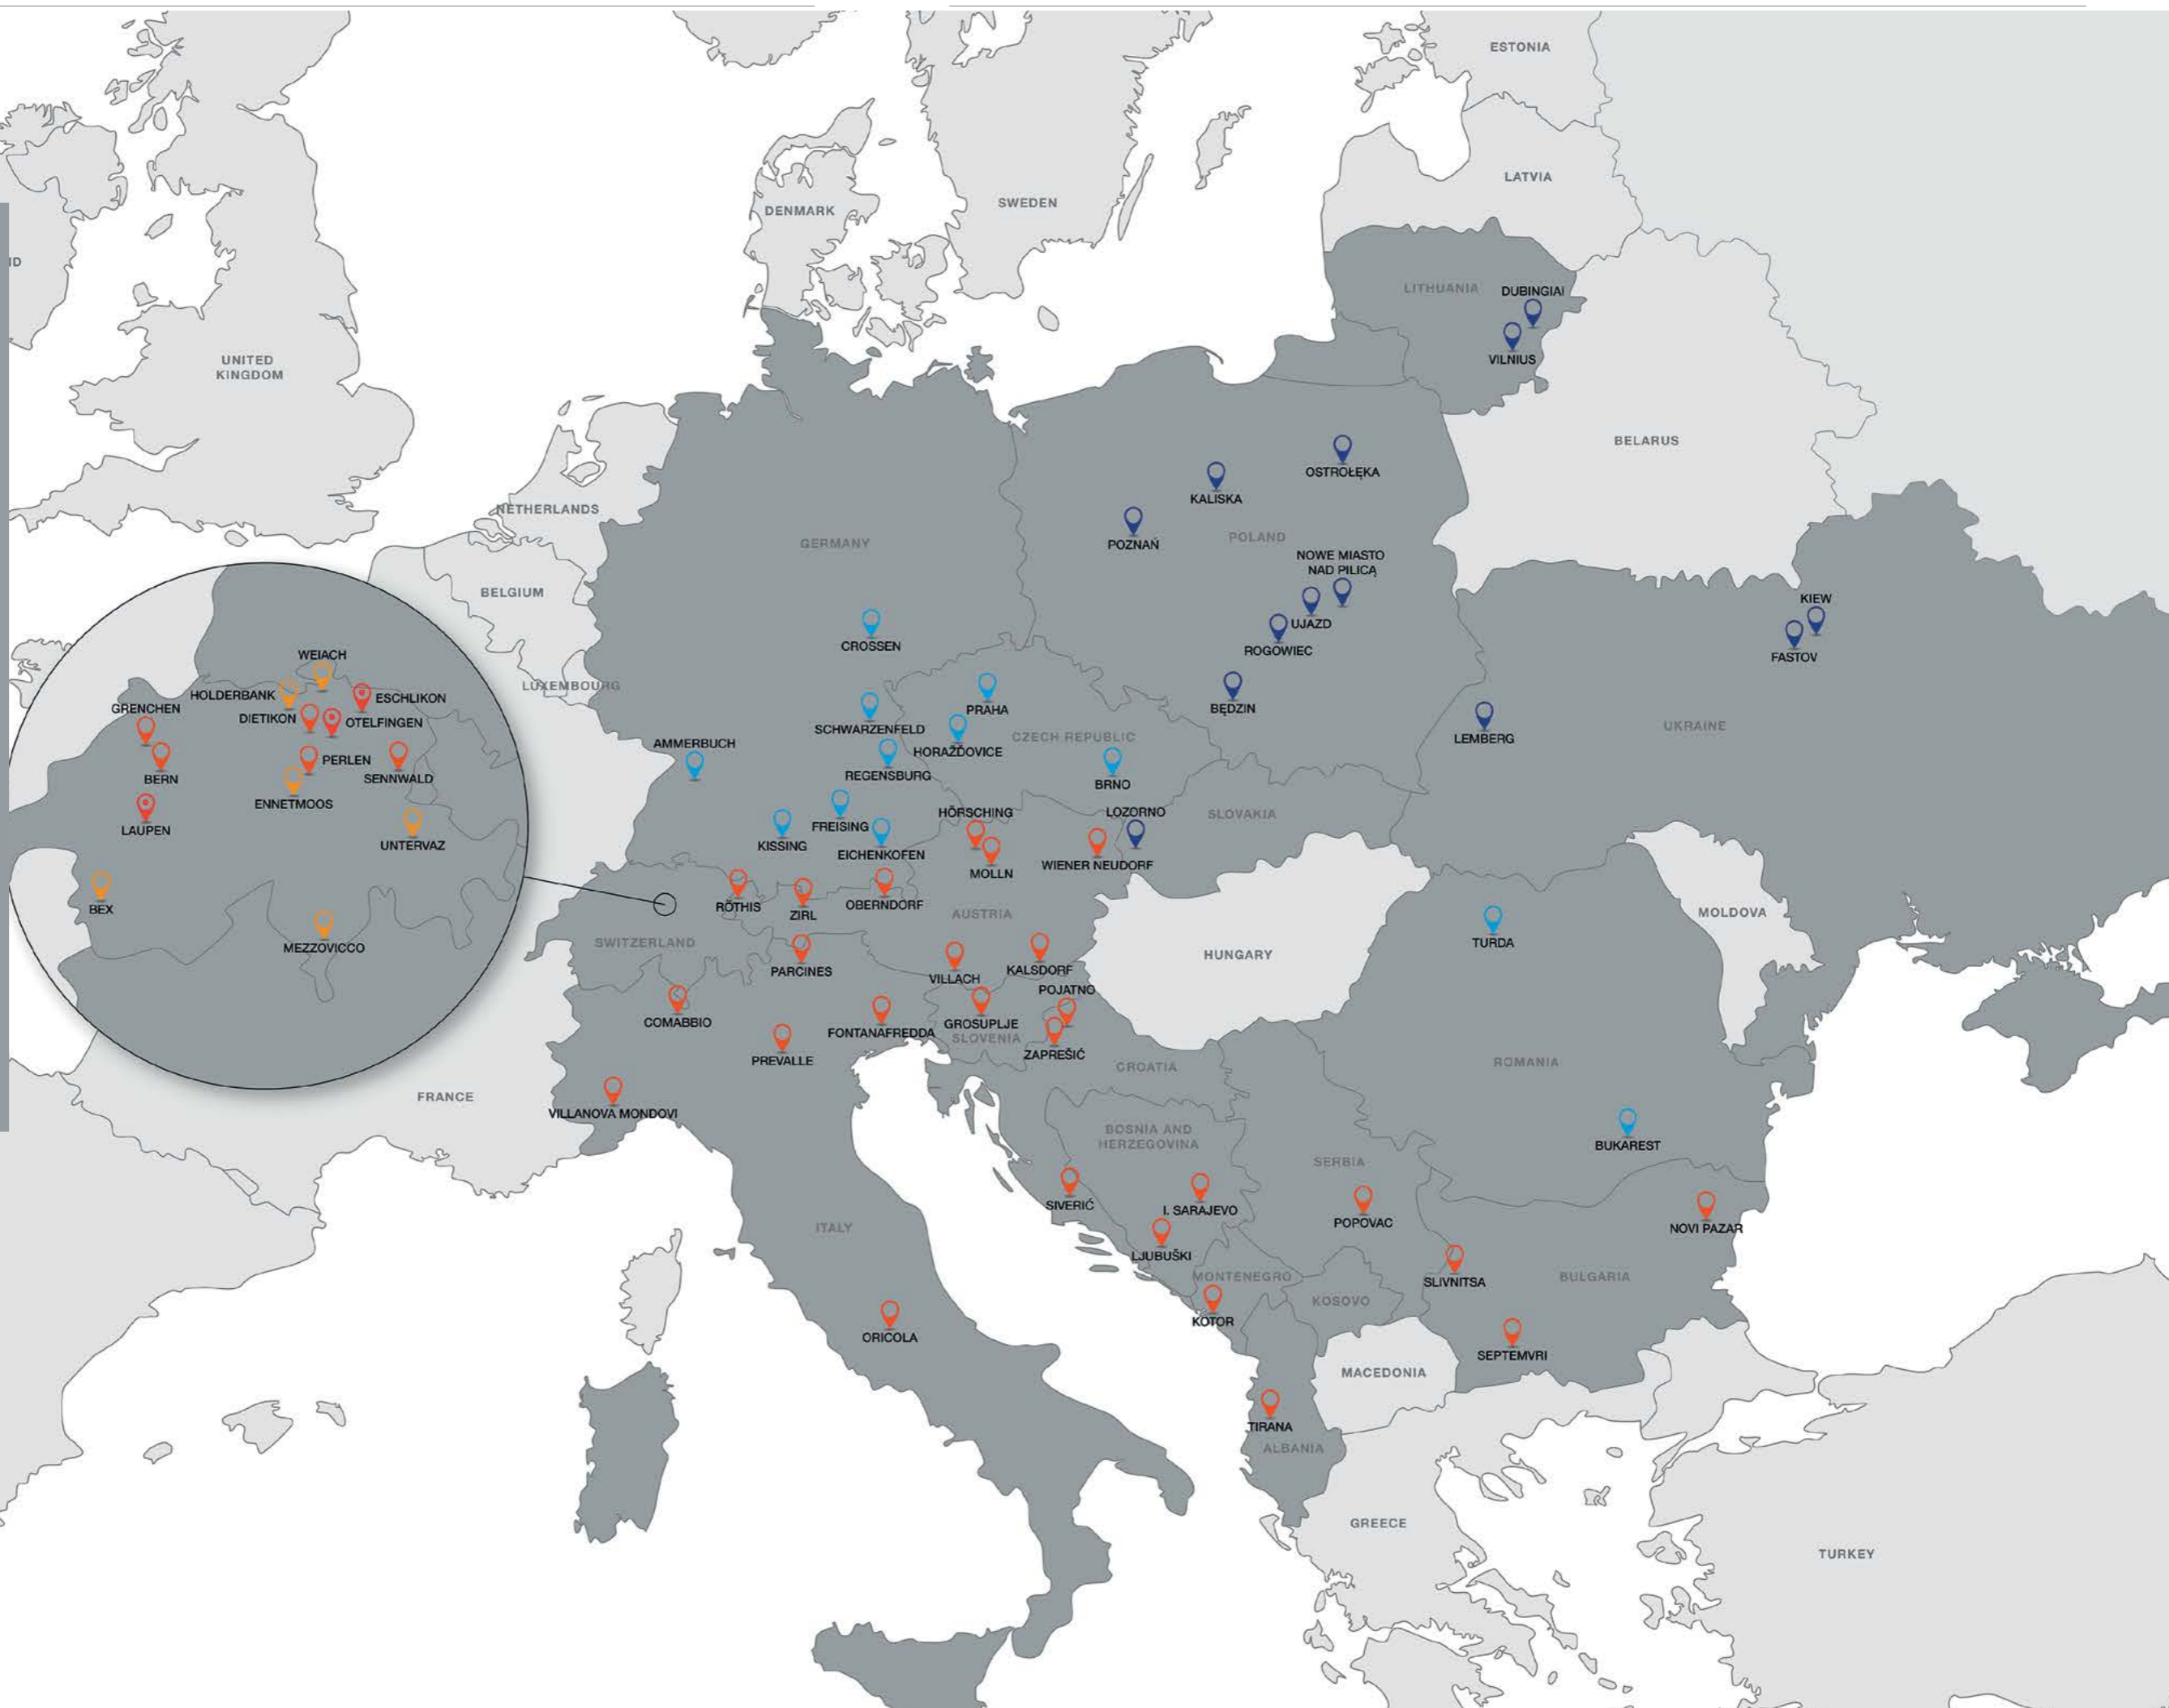 ESTONIA
LATVIA
DENMARK
SWEDEN
ID
LITHUANIA
DUBINGIAI
VILNIUS
UNITED
KINGDOM
BELARUS
OSTROŁĘKA
KALISKA
NETHERLANDS
GERMANY
POZNAŃ
POLAND
NOWE MIASTO
NAD PILICĄ
BELGIUM
KIEW
UJAZD
CROSSEN
ROGOWIEC
FASTOV
WEIACH
LUXEMBOURG
HOLDERBANK
ESCHLIKON
GRENCHEN
DIETIKON
OTELFINGEN
PRAHA
BĘDZIN
SCHWARZENFELD
UKRAINE
LEMBERG
CZECH REPUBLIC
AMMERBUCH
HORAŽĎOVICE
PERLEN
BERN
SENNWALD
REGENSBURG
BRNO
ENNETMOOS
HÖRSCHING
LOZORNO
SLOVAKIA
LAUPEN
FREISING
UNTERVAZ
KISSING
EICHENKOFEN
WIENER NEUDORF
MOLLN
BEX
RÖTHIS
OBERNDORF
ZIRL
AUSTRIA
MOLDOVA
MEZZOVICCO
SWITZERLAND
TURDA
HUNGARY
PARCINES
KALSDORF
VILLACH
POJATNO
COMABBIO
GROSUPLJE
FONTANAFREDDA
SLOVENIA
ZAPREŠIĆ
PREVALLE
ROMANIA
CROATIA
FRANCE
VILLANOVA MONDOVI
BOSNIA AND
HERZEGOVINA
BUKAREST
SERBIA
SIVERIĆ
I. SARAJEVO
POPOVAC
ITALY
NOVI PAZAR
LJUBUŠKI
MONTENEGRO
BULGARIA
SLIVNITSA
KOSOVO
KOTOR
ORICOLA
SEPTEMVRI
MACEDONIA
TIRANA
ALBANIA
GREECE
TURKEY